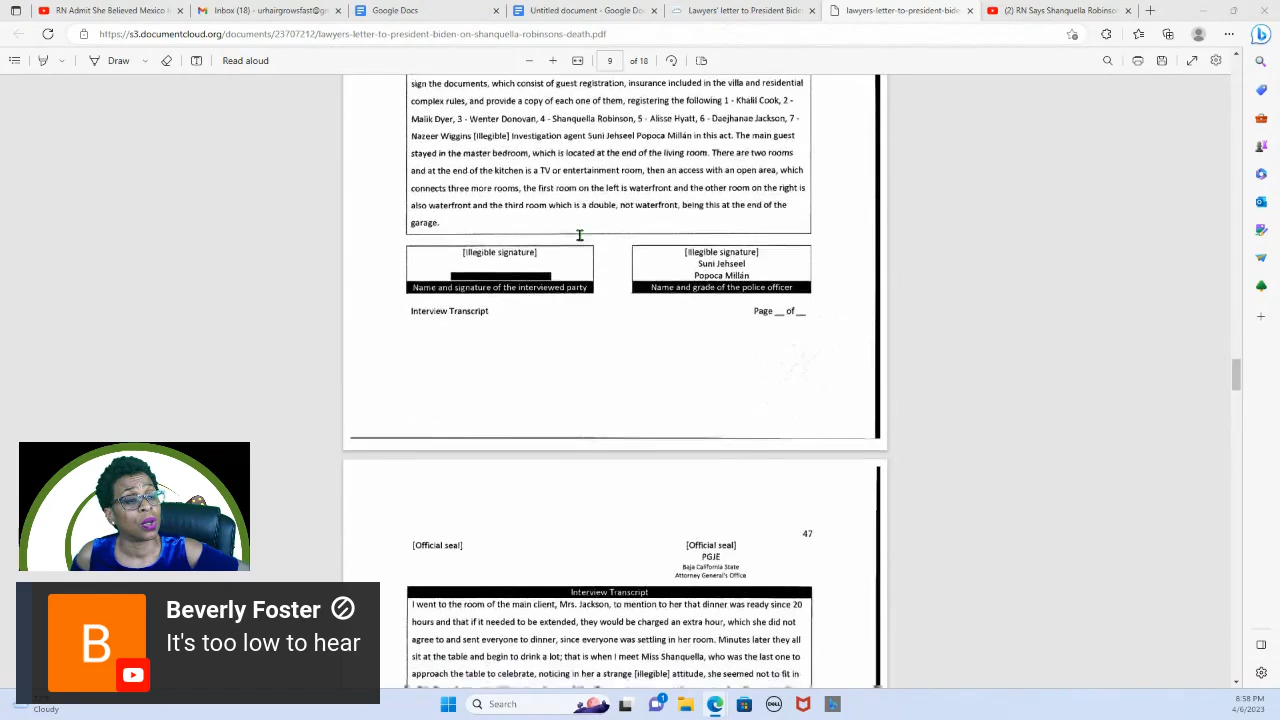 RN Says She Believed Mexico
uhairgrowvsfast@gm
Google Docs
Untitled document - Google Do
Lawyers' Letter to President Bid
lawyers-letter-to-president-bide
(2) RN Says Shanquella Robinso
https://s3.documentcloud.org/documents/23707212/lawyers-letter-to-president-biden-on-shanquella-robinsons-death.pdf
Draw
Read aloud
9 of 18
sign the documents, which consist of guest registration, insurance included in the villa and residential
complex rules, and provide a copy of each one of them, registering the following 1 - Khalil Cook, 2 -
Malik Dyer, 3 - Wenter Donovan, 4 - Shanquella Robinson, 5 - Alisse Hyatt, 6 - Daejhanae Jackson, 7 -
Nazeer Wiggins [Illegible] Investigation agent Suni Jehseel Popoca Millán in this act. The main guest
stayed in the master bedroom, which is located at the end of the living room. There are two rooms
and at the end of the kitchen is a TV or entertainment room, then an access with an open area, which
connects three more rooms, the first room on the left is waterfront and the other room on the right is
also waterfront and the third room which is a double, not waterfront, being this at the end of the
garage.
[illegible signature]
Name and signature of the interviewed party
[Illegible signature]
Suni Jehseel
Popoca Millán
Name and grade of the police officer
Interview Transcript
Page __ of __
47
[Official seal]
[Official seal]
PGJE
Baja California State
Attorney General's Office
Interview Transcript
I went to the room of the main client, Mrs. Jackson, to mention to her that dinner was ready since 20
hours and that if it needed to be extended, they would be charged an extra hour, which she did not
agree to and sent everyone to dinner, since everyone was settling in her room. Minutes later they all
sit at the table and begin to drink a lot; that is when I meet Miss Shanquella, who was the last one to
approach the table to celebrate, noticing in her a strange [illegible] attitude, she seemed not to fit in
B
Beverly Foster
It's too low to hear
Cloudy
Search
1
DELL
8:58 PM
4/6/2023